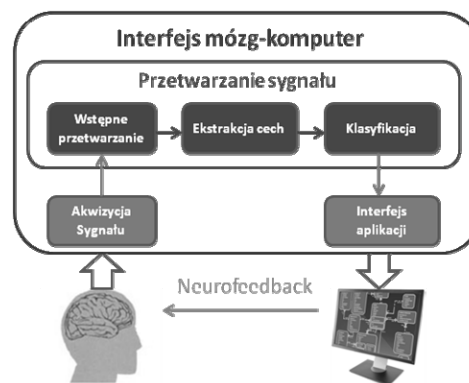 Interfejs mózg-komputer
Przetwarzanie sygnału
Wstępne
przetwarzanie
Ekstrakcja cech
Klasyfikacja
Akwizycja
Sygnału
Interfejs
aplikacji
Neurofeedback